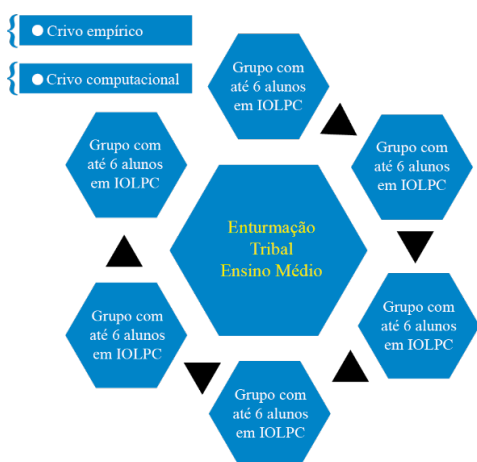 Crivo empírico
Crivo computacional
Grupo com
até 6 alunos
em IOLPC
Grupo com
até 6 alunos
em IOLPC
Grupo com
até 6 alunos
em IOLPC
Enturmação
Tribal
Ensino Médio
Grupo com
até 6 alunos
em IOLPC
Grupo com
até 6 alunos
em IOLPC
Grupo com
até 6 alunos
em IOLPC